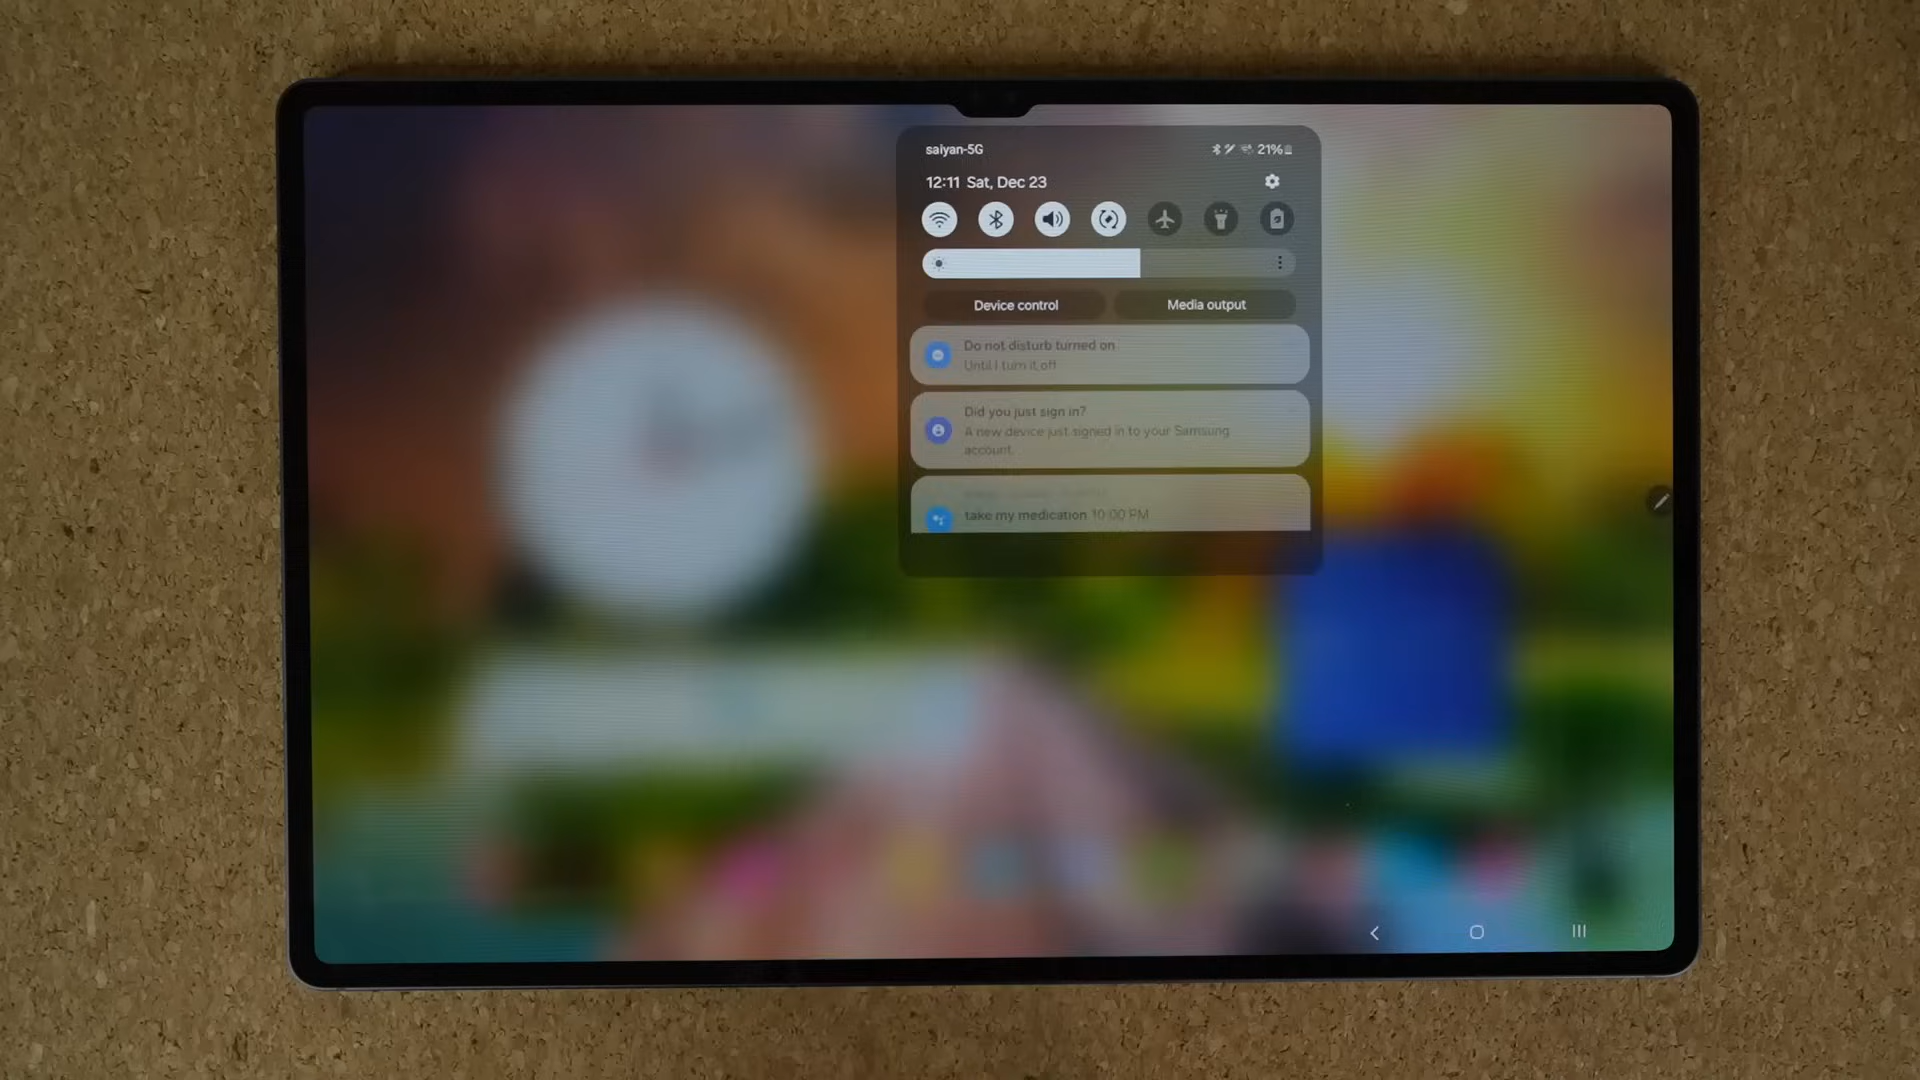 saiyan-5G
21%
12:11 Sat, Dec 23
Device control
Media output
Do not disturb turned on
Until I turn it off
Did you just sign in?
A new device just signed in to your Samsung
account.
take my medication 10:00 PM